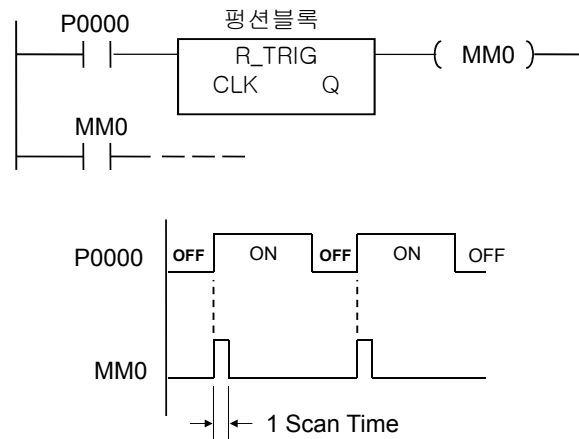 펑션블록
P0000
R_TRIG
( MM0 )
CLK Q
MM0
P0000 OFF ON OFF ON OFF
MM0
1 Scan Time